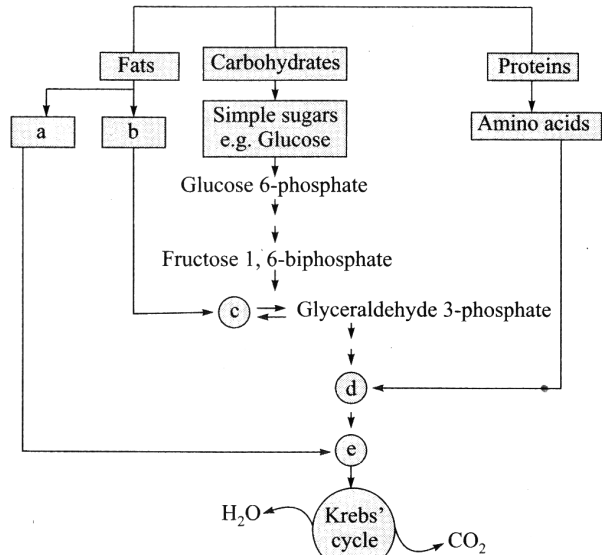 Fats
Carbohydrates
Proteins
a
b
Simple sugars
e.g. Glucose
Amino acids
Glucose 6-phosphate
Fructose 1, 6-biphosphate
c
Glyceraldehyde 3-phosphate
d
e
H₂O
Krebs'
cycle
CO₂